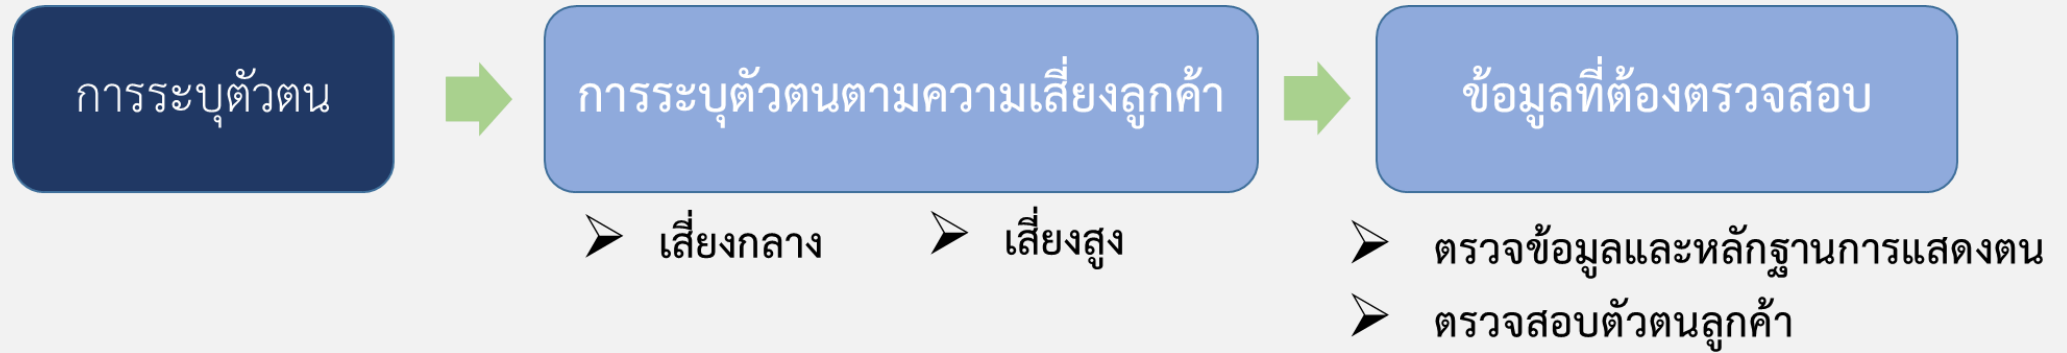 การระบุตัวตน
การระบุตัวตนตามความเสี่ยงลูกค้า
เสี่ยงกลาง
เสี่ยงสูง
ข้อมูลที่ต้องตรวจสอบ
ตรวจข้อมูลและหลักฐานการแสดงตน
ตรวจสอบตัวตนลูกค้า